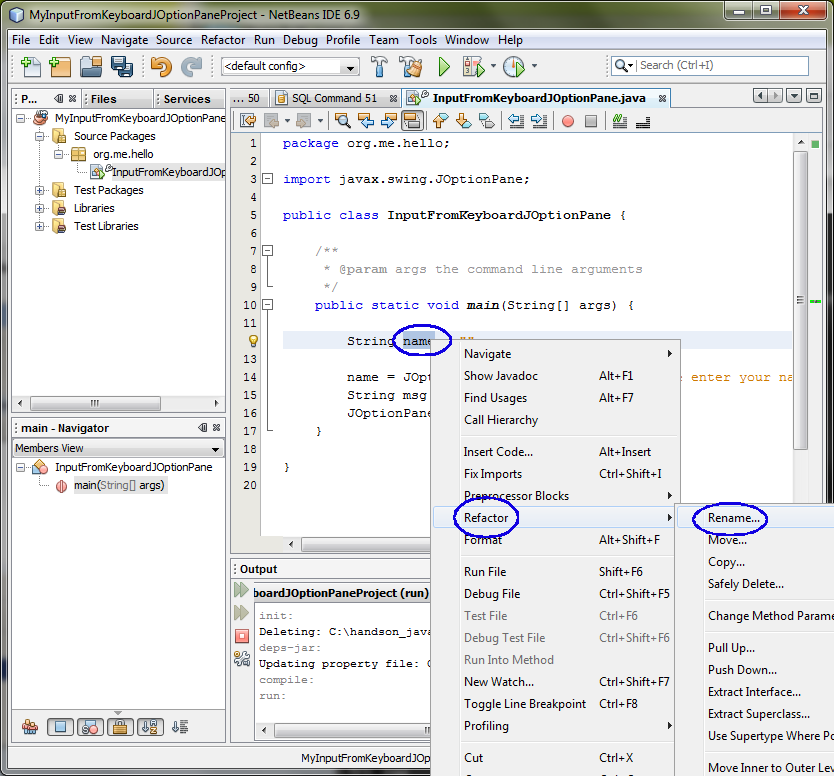 MyInputFromKeyboardJOptionPaneProject - NetBeans IDE 6.9
File Edit View Navigate Source Refactor Run Debug Profile Team Tools Window Help
<default config>
Search (Ctrl+I)
P... Files Services
... 50 SQL Command 51 InputFromKeyboardJOptionPane.java
MyInputFromKeyboardJOptionPane
Source Packages
org.me.hello
InputFromKeyboardJOp
Test Packages
Libraries
Test Libraries
1 package org.me.hello;
2
3 import javax.swing.JOptionPane;
4
5 public class InputFromKeyboardJOptionPane {
6
7 /**
8 * @param args the command line arguments
9 */
10 public static void main(String[] args) {
11
String name ""
13
14 name = JOpt enter your na
15 String msg
16 JOptionPane
17 }
18
19 }
20
main - Navigator
Members View
InputFromKeyboardJOptionPane
main(String[] args)
Navigate
Show Javadoc Alt+F1
Find Usages Alt+F7
Call Hierarchy
Insert Code... Alt+Insert
Fix Imports Ctrl+Shift+I
Preprocessor Blocks
Refactor
Format Alt+Shift+F
Run File Shift+F6
Debug File Ctrl+Shift+F5
Test File Ctrl+F6
Debug Test File Ctrl+Shift+F6
Run Into Method
New Watch... Ctrl+Shift+F7
Toggle Line Breakpoint Ctrl+F8
Profiling
Cut Ctrl+X
Rename...
Move...
Copy...
Safely Delete...
Change Method Parame
Pull Up...
Push Down...
Extract Interface...
Extract Superclass...
Use Supertype Where Po
Move Inner to Outer Lev
Output
boardJOptionPaneProject (run)
init:
Deleting: C:\handson_java
deps-jar:
Updating property file: C
compile:
run:
MyInputFromKeyboardJOp